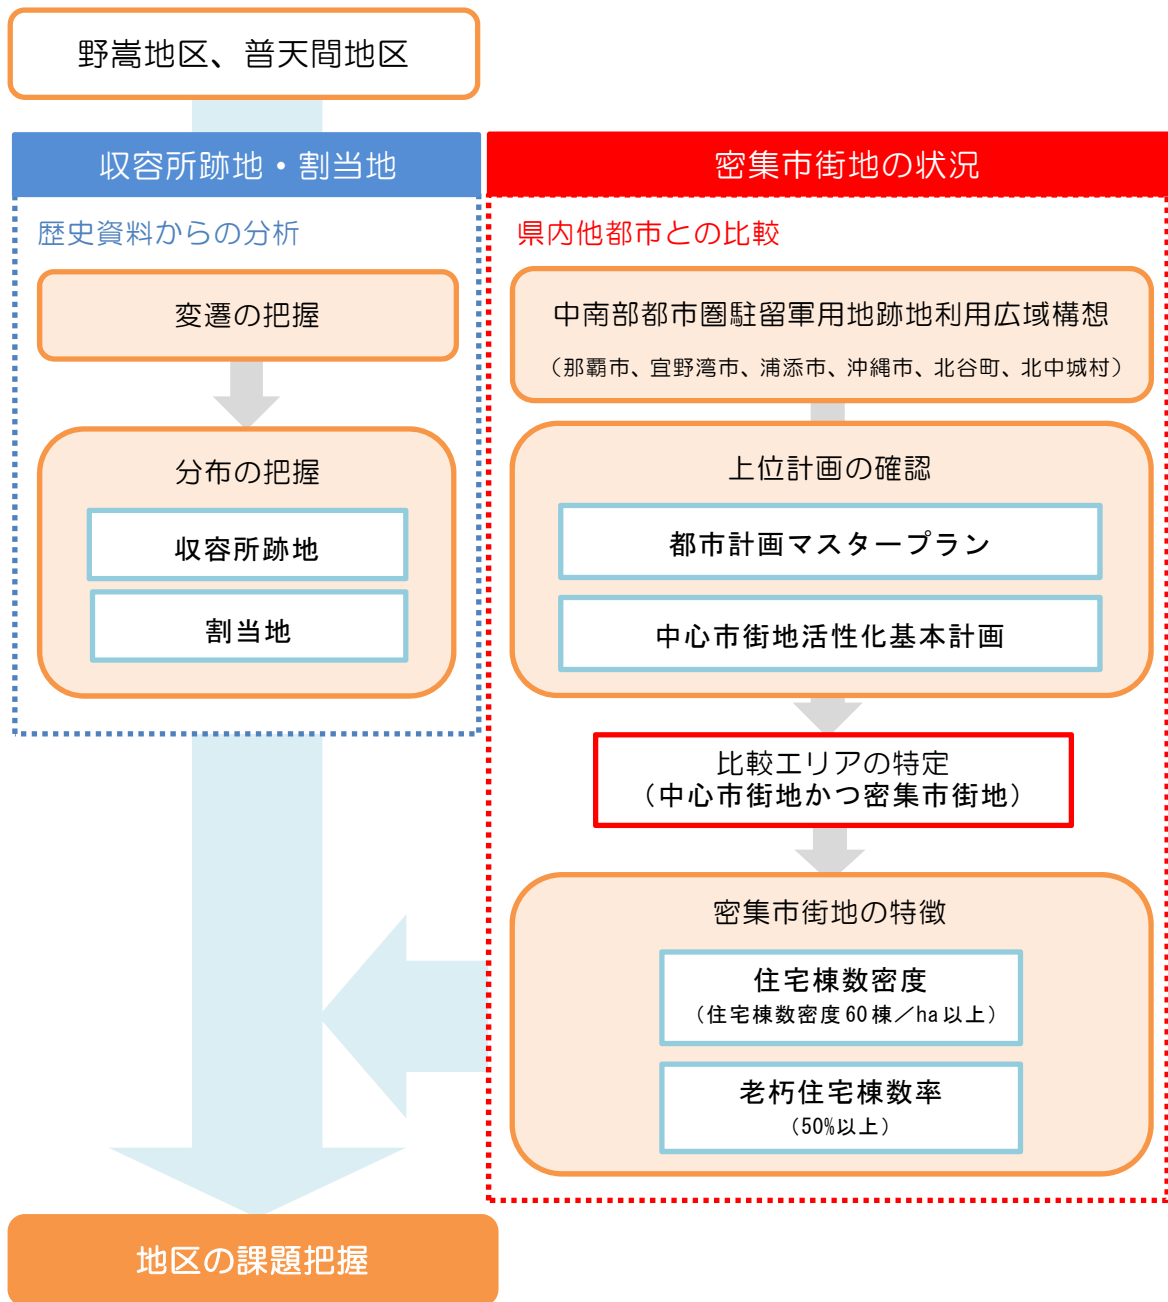 野嵩地区、普天間地区
収容所跡地・割当地
歴史資料からの分析
変遷の把握
分布の把握
収容所跡地
割当地
密集市街地の状況
県内他都市との比較
中南部都市圏駐留軍用地跡地利用広域構想
（那覇市、宜野湾市、浦添市、沖縄市、北谷町、北中城村）
上位計画の確認
都市計画マスタープラン
中心市街地活性化基本計画
比較エリアの特定
（中心市街地かつ密集市街地）
密集市街地の特徴
住宅棟数密度
（住宅棟数密度60棟／ha以上）
老朽住宅棟数率
（50%以上）
地区の課題把握